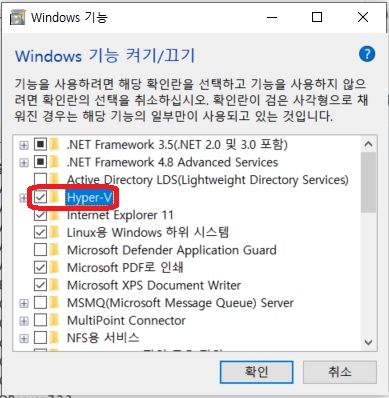 Windows 기능
Windows 기능 켜기/끄기
기능을 사용하려면 해당 확인란을 선택하고 기능을 사용하지 않으
려면 확인란의 선택을 취소하십시오. 확인란이 검은 사각형으로 채
워진 경우는 해당 기능의 일부만이 사용되고 있는 것입니다.
.NET Framework 3.5(.NET 2.0 및 3.0 포함)
.NET Framework 4.8 Advanced Services
Active Directory LDS(Lightweight Directory Services)
Hyper-V
Internet Explorer 11
Linux용 Windows 하위 시스템
Microsoft Defender Application Guard
Microsoft PDF로 인쇄
Microsoft XPS Document Writer
MSMQ(Microsoft Message Queue) Server
MultiPoint Connector
NFS용 서비스
확인
취소